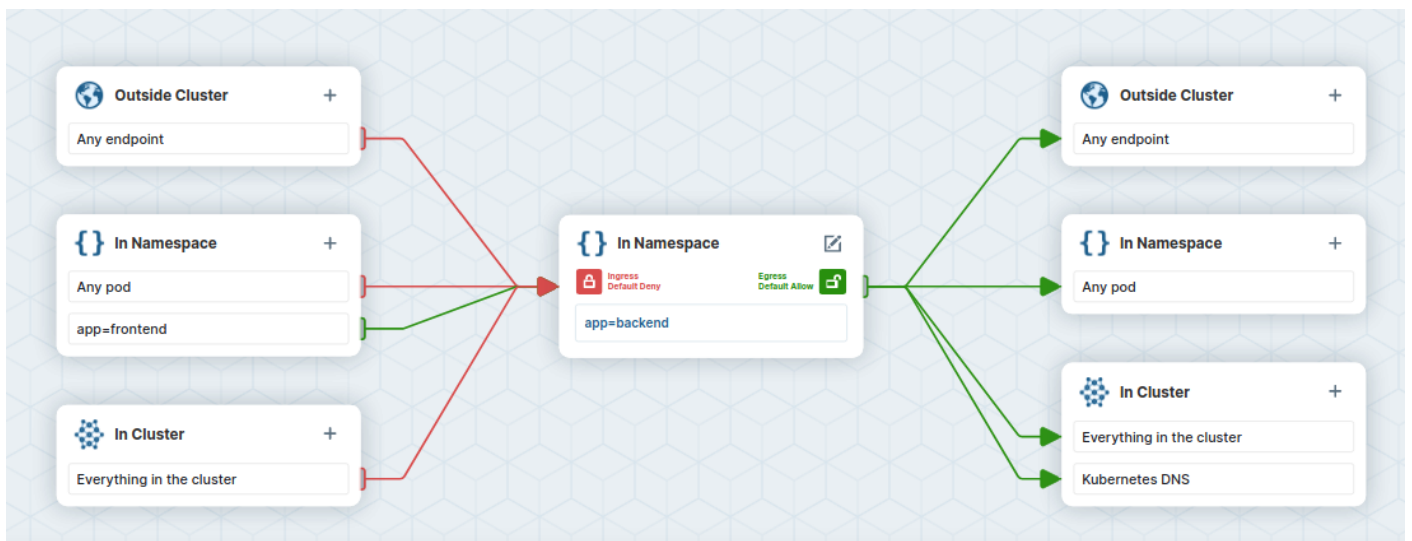 Outside Cluster
Any endpoint
In Namespace
Any pod
app=frontend
In Cluster
Everything in the cluster
In Namespace
Ingress
Default Deny
Egress
Default Allow
app=backend
Outside Cluster
Any endpoint
In Namespace
Any pod
In Cluster
Everything in the cluster
Kubernetes DNS